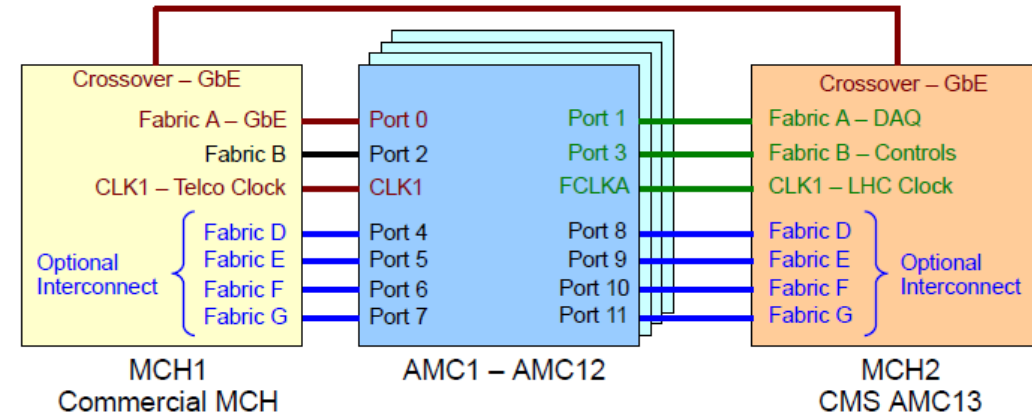 Crossover – GbE
Fabric A – GbE
Fabric B
CLK1 – Telco Clock
Fabric D
Fabric E
Fabric F
Fabric G
Optional
Interconnect
MCH1
Commercial MCH
Port 0
Port 2
CLK1
Port 4
Port 5
Port 6
Port 7
Port 1
Port 3
FCLKA
Port 8
Port 9
Port 10
Port 11
AMC1 – AMC12
Crossover – GbE
Fabric A – DAQ
Fabric B – Controls
CLK1 – LHC Clock
Fabric D
Fabric E
Fabric F
Fabric G
Optional
Interconnect
MCH2
CMS AMC13